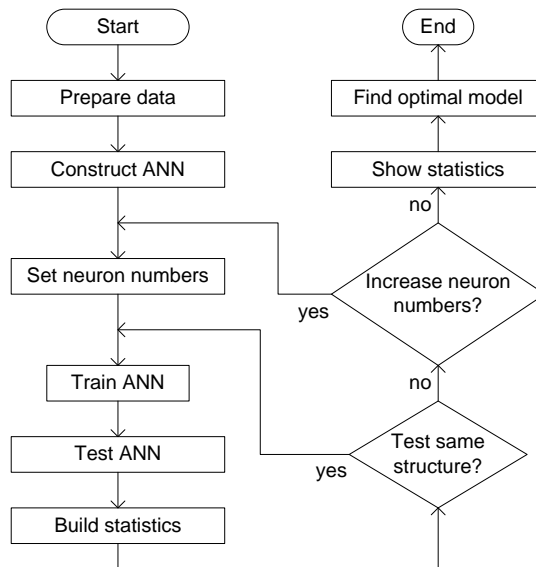 Start
Prepare data
Construct ANN
Set neuron numbers
Train ANN
Test ANN
Build statistics
End
Find optimal model
Show statistics
no
Increase neuron
numbers?
yes
no
Test same
structure?
yes